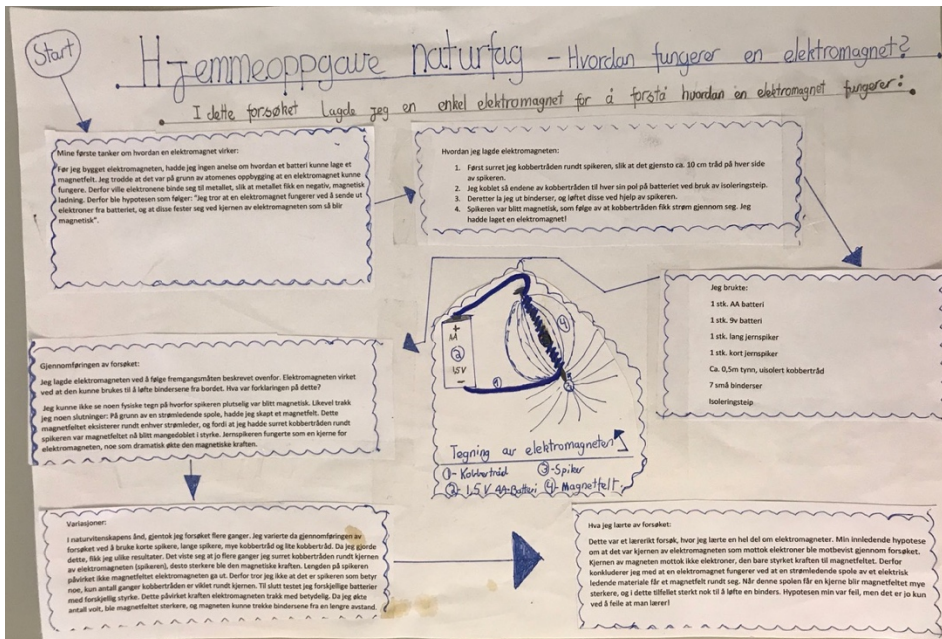 Start
Hjemmeoppgave naturfag - Hvordan fungerer en elektromagnet?
I dette forsøket lagde jeg en enkel elektromagnet for å forstå hvordan en elektromagnet fungerer:
Mine første tanker om hvordan en elektromagnet virker:
Før jeg bygget elektromagneten, hadde jeg ingen anelse om hvordan et batteri kunne lage et
magnetfelt. Jeg trodde at det var på grunn av atomenes oppbygging at en elektromagnet kunne
fungere. Derfor ville elektronene binde seg til metallet, slik at metallet fikk en negativ, magnetisk
ladning. Derfor ble hypotesen som følger: "Jeg tror at en elektromagnet fungerer ved å sende ut
elektroner fra batteriet, og at disse fester seg ved kjernen av elektromagneten som så blir
magnetisk".
Hvordan jeg lagde elektromagneten:
1. Først surret jeg kobbertråden rundt spikeren, slik at det gjensto ca. 10 cm tråd på hver side
av spikeren.
2. Jeg koblet så endene av kobbertråden til hver sin pol på batteriet ved bruk av isoleringsteip.
3. Deretter la jeg ut binderser, og løftet disse ved hjelp av spikeren.
4. Spikeren var blitt magnetisk, som følge av at kobbertråden fikk strøm gjennom seg. Jeg
hadde laget en elektromagnet!
Jeg brukte:
1 stk. AA batteri
1 stk. 9v batteri
1 stk. lang jernspiker
1 stk. kort jernspiker
Ca. 0,5m tynn, uisolert kobbertråd
7 små binderser
Isoleringsteip
+
AA
2
1,5V
-
1
4
3
Tegning av elektromagneten
1 - Kobbertråd 3 - Spiker
2 - 1,5 V AA-Batteri 4 - Magnetfelt
Gjennomføringen av forsøket:
Jeg lagde elektromagneten ved å følge fremgangsmåten beskrevet ovenfor. Elektromagneten virket
ved at den kunne brukes til å løfte bindersene fra bordet. Hva var forklaringen på dette?
Jeg kunne ikke se noen fysiske tegn på hvorfor spikeren plutselig var blitt magnetisk. Likevel trakk
jeg noen slutninger: På grunn av en strømledende spole, hadde jeg skapt et magnetfelt. Dette
magnetfeltet eksisterer rundt enhver strømleder, og fordi at jeg hadde surret kobbertråden rundt
spikeren var magnetfeltet nå blitt mangedoblet i styrke. Jernspikeren fungerte som en kjerne for
elektromagneten, noe som dramatisk økte den magnetiske kraften.
Variasjoner:
I naturvitenskapens ånd, gjentok jeg forsøket flere ganger. Jeg varierte da gjennomføringen av
forsøket ved å bruke korte spikere, lange spikere, mye kobbertråd og lite kobbertråd. Da jeg gjorde
dette, fikk jeg ulike resultater. Det viste seg at jo flere ganger jeg surret kobbertråden rundt kjernen
av elektromagneten (spikeren), desto sterkere ble den magnetiske kraften. Lengden på spikeren
påvirket ikke magnetfeltet elektromagneten ga ut. Derfor tror jeg ikke at det er spikeren som betyr
noe, kun antall ganger kobbertråden er viklet rundt kjernen. Til slutt testet jeg forskjellige batterier
med forskjellig styrke. Dette påvirket kraften elektromagneten trakk med betydelig. Da jeg økte
antall volt, ble magnetfeltet sterkere, og magneten kunne trekke bindersene fra en lengre avstand.
Hva jeg lærte av forsøket:
Dette var et lærerikt forsøk, hvor jeg lærte en hel del om elektromagneter. Min innledende hypotese
om at det var kjernen av elektromagneten som mottok elektroner ble motbevist gjennom forsøket.
Kjernen av magneten mottok ikke elektroner, den bare styrket kraften til magnetfeltet. Derfor
konkluderer jeg med at en elektromagnet fungerer ved at en strømledende spole av et elektrisk
ledende materiale får et magnetfelt rundt seg. Når denne spolen får en kjerne blir magnetfeltet mye
sterkere, og i dette tilfellet sterkt nok til å løfte en binders. Hypotesen min var feil, men det er jo kun
ved å feile at man lærer!